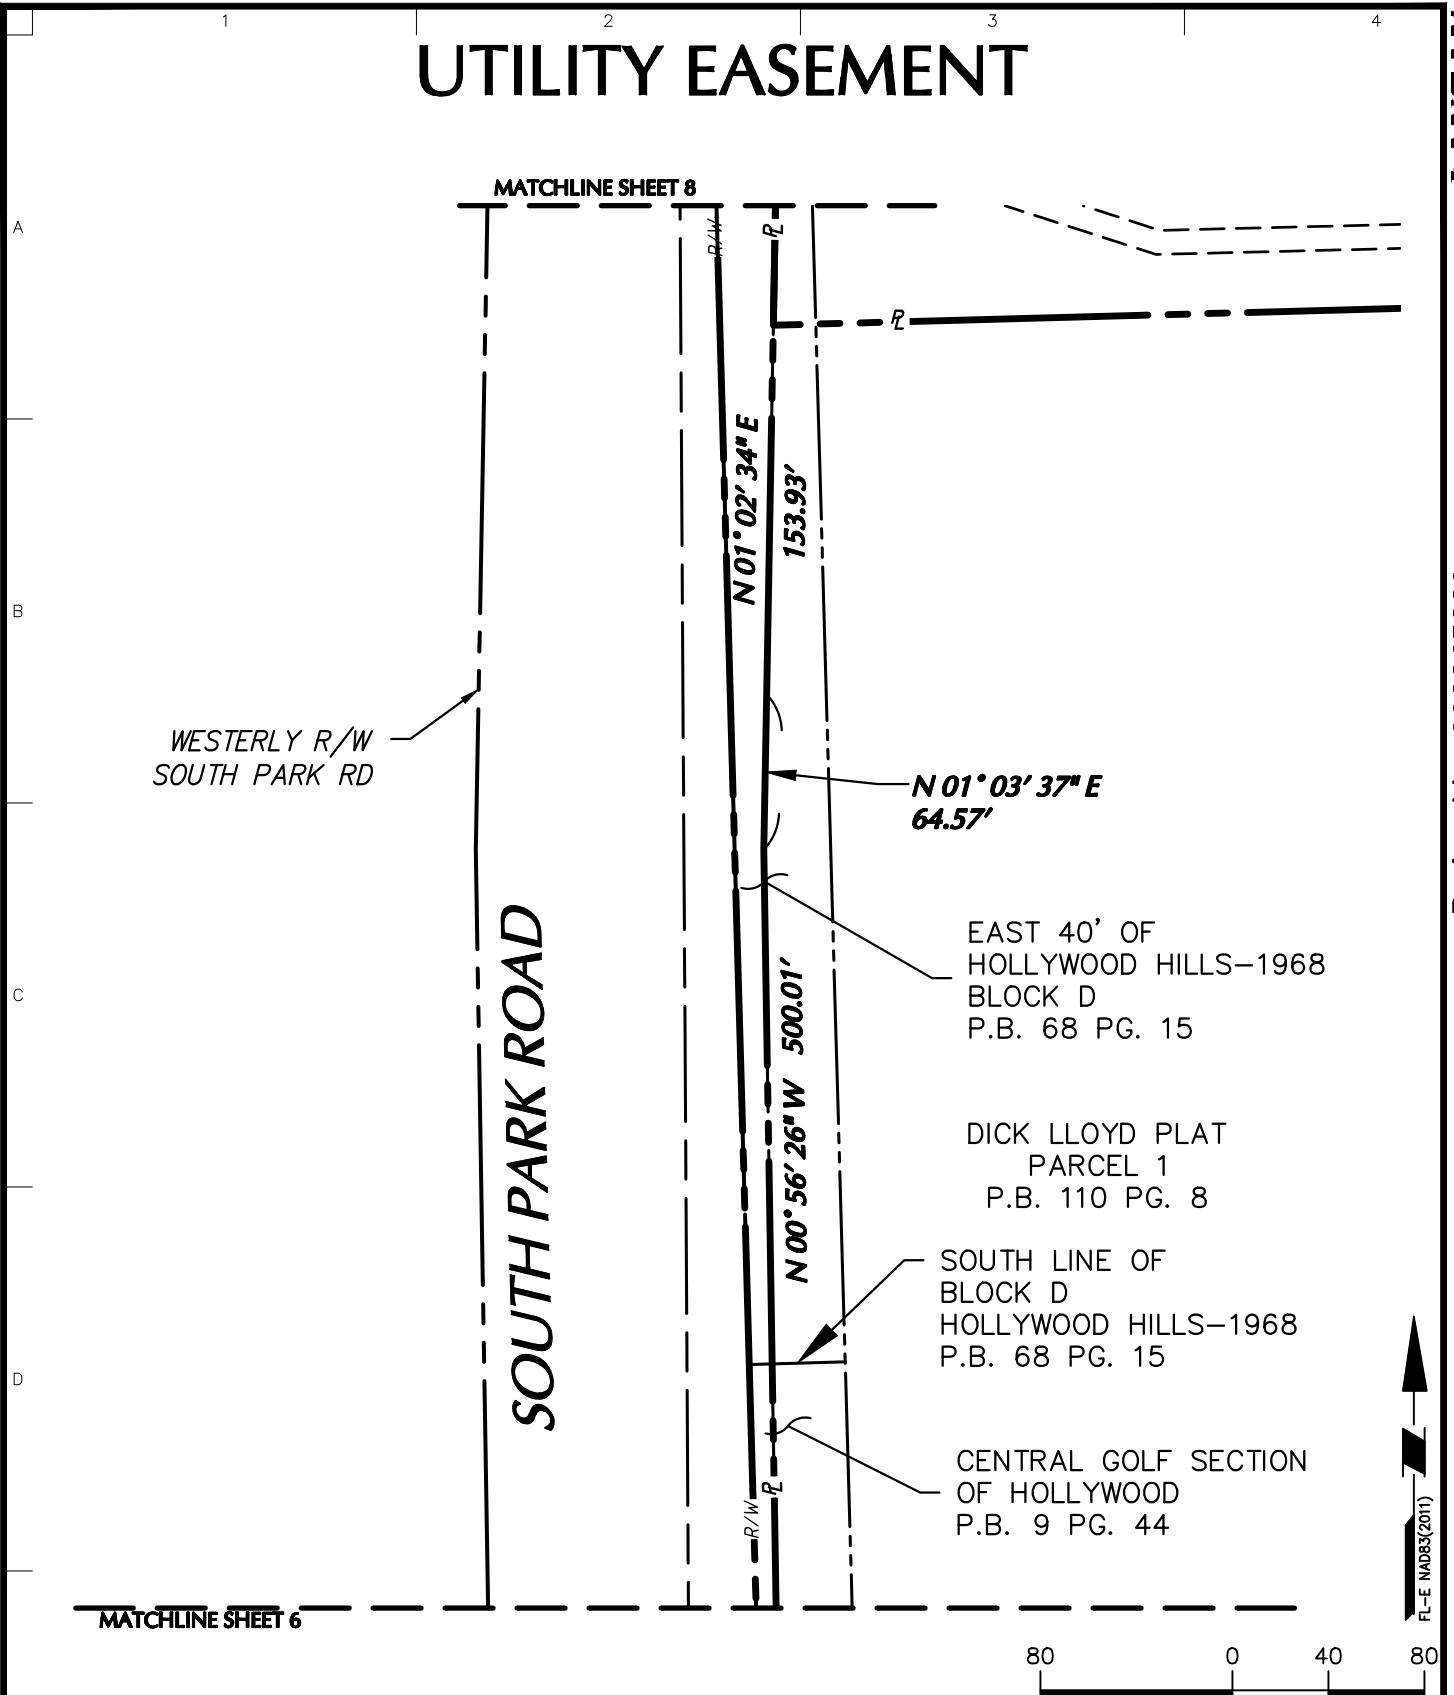 1
2
3
4
UTILITY EASEMENT
MATCHLINE SHEET 8
A
R/W
PL
PL
N 01° 02' 34" E
153.93'
B
WESTERLY R/W
SOUTH PARK RD
N 01° 03' 37" E
64.57'
SOUTH PARK ROAD
EAST 40' OF
HOLLYWOOD HILLS-1968
BLOCK D
P.B. 68 PG. 15
C
N 00° 56' 26" W 500.01'
DICK LLOYD PLAT
PARCEL 1
P.B. 110 PG. 8
SOUTH LINE OF
BLOCK D
HOLLYWOOD HILLS-1968
P.B. 68 PG. 15
D
CENTRAL GOLF SECTION
OF HOLLYWOOD
P.B. 9 PG. 44
R/W
PL
FL-E NAD83(2011)
MATCHLINE SHEET 6
80 0 40 80